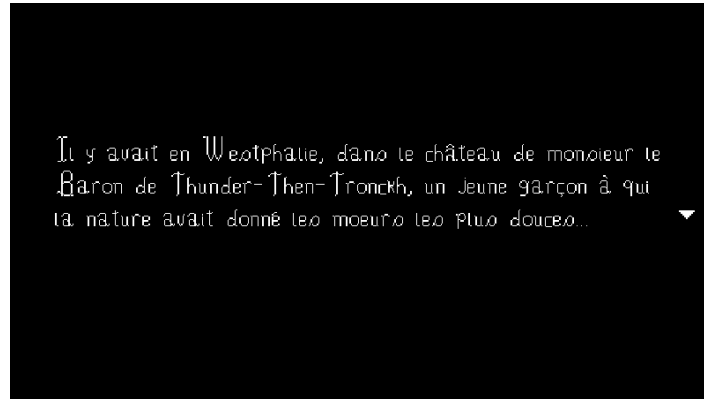 Il y avait en Westphalie, dans le château de monsieur le
Baron de Thunder-Then-Tronckh, un jeune garçon à qui
la nature avait donné les moeurs les plus douces...